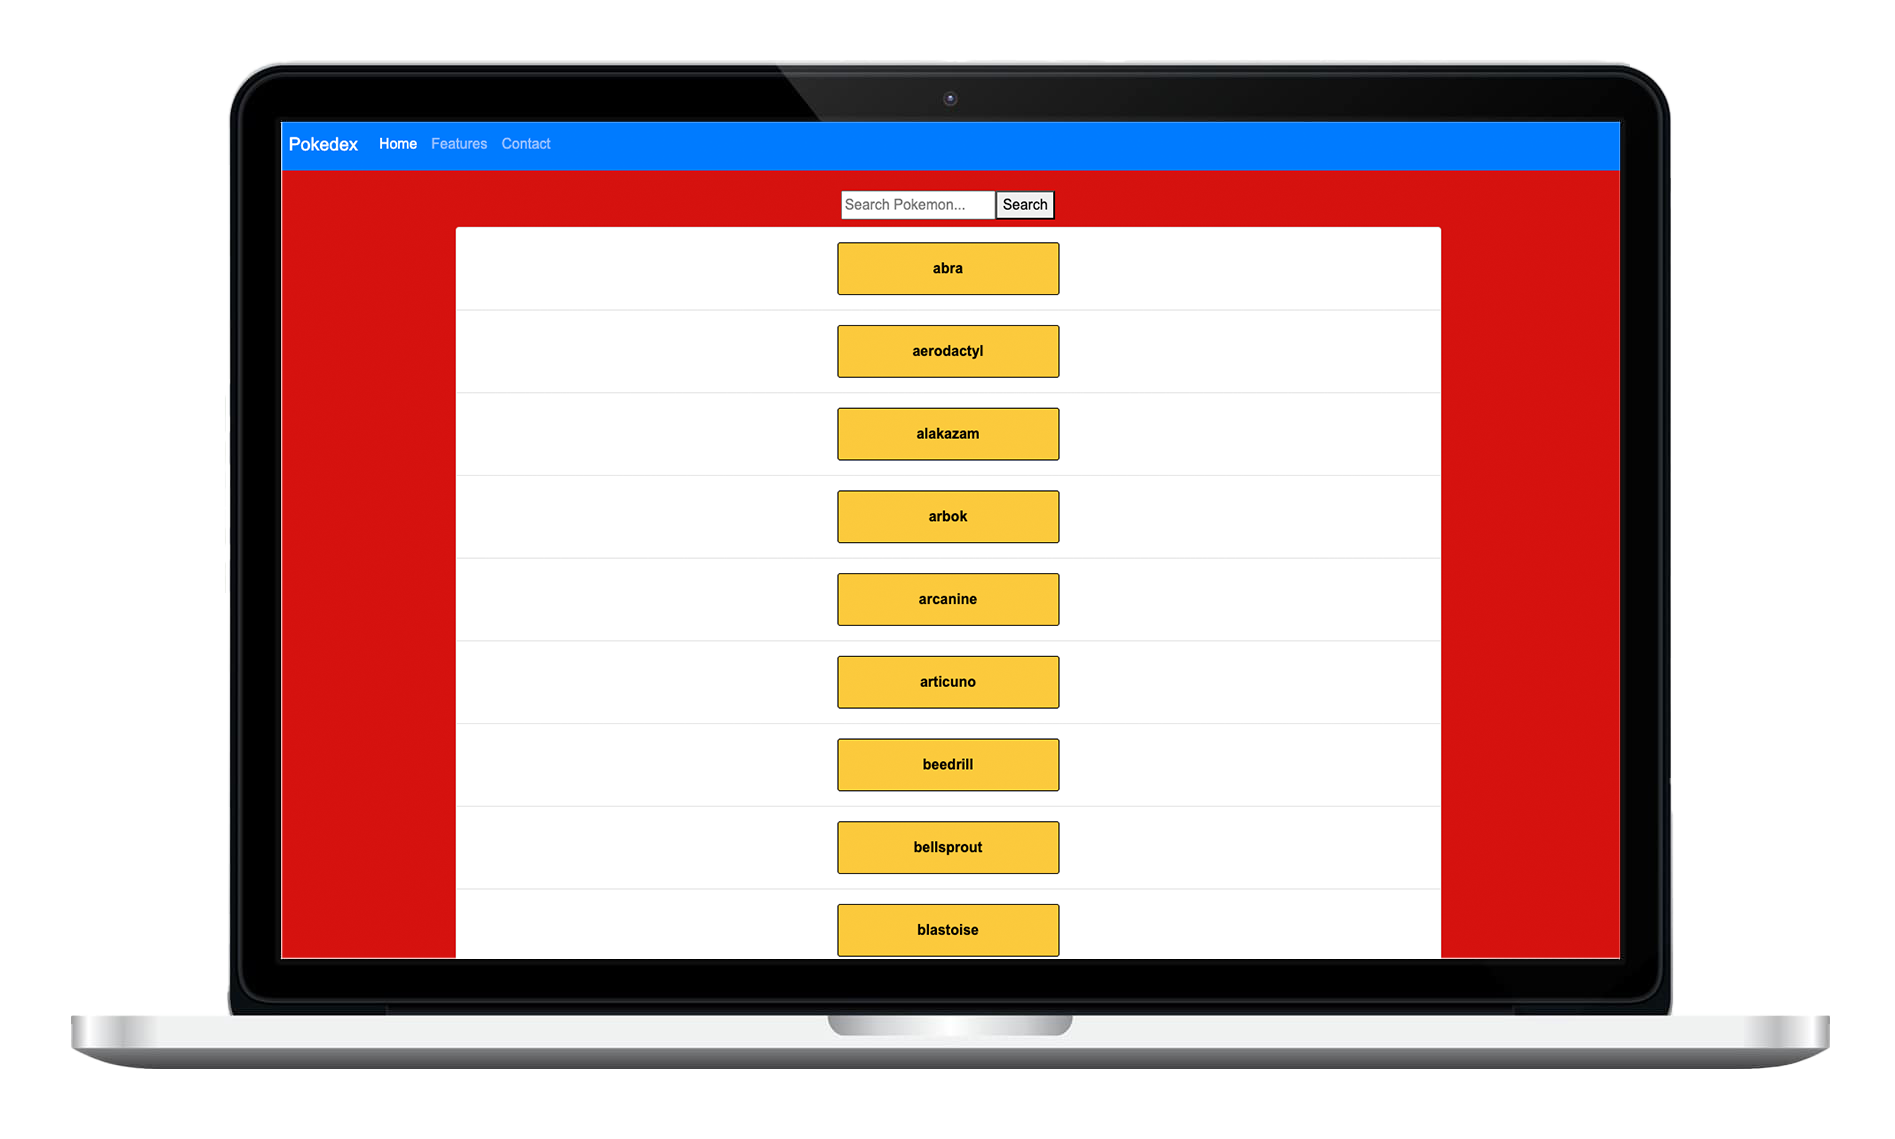 Pokedex Home Features Contact
Search Pokemon... Search
abra
aerodactyl
alakazam
arbok
arcanine
articuno
beedrill
bellsprout
blastoise